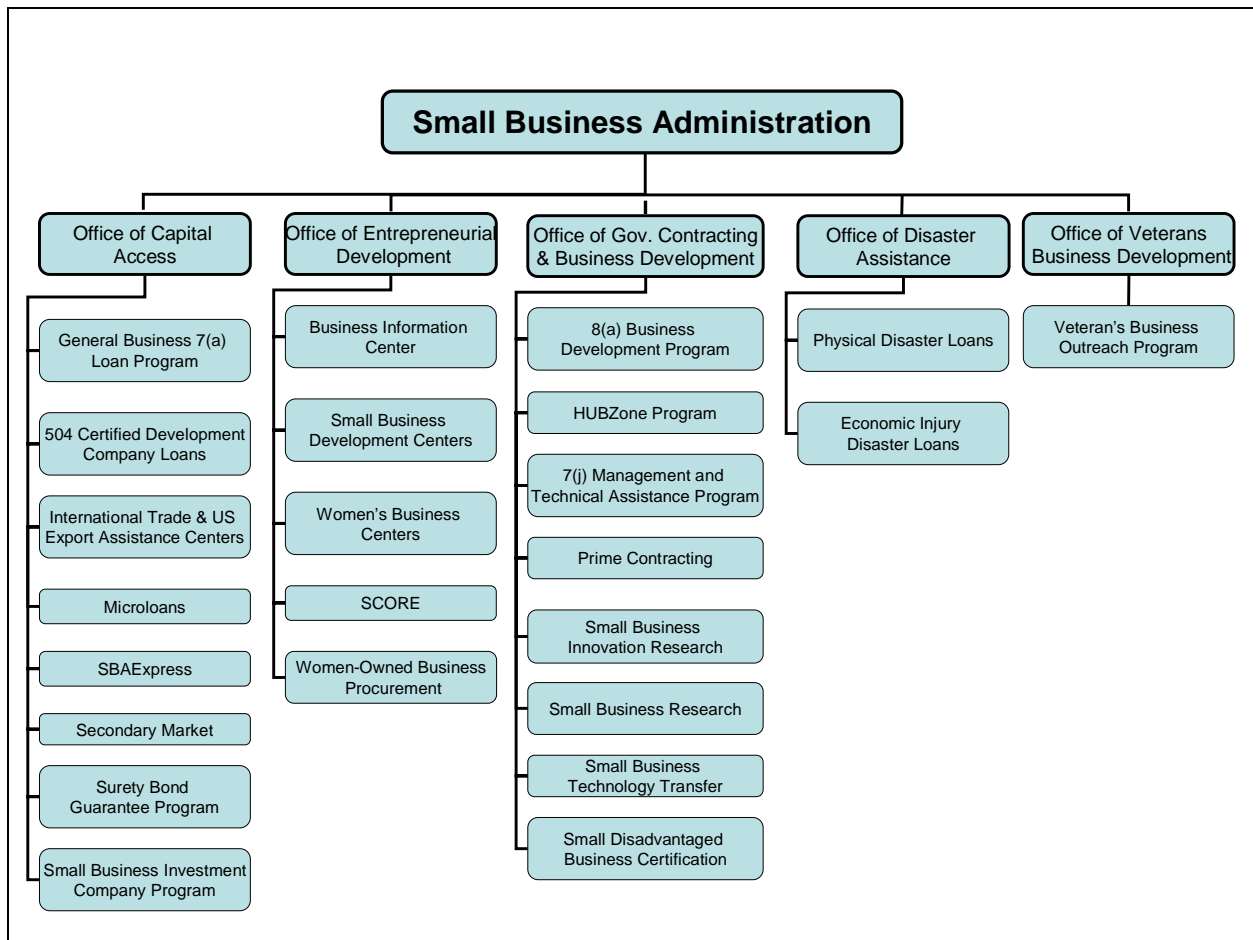 Small Business Administration
Office of Capital
Access
Office of Entrepreneurial
Development
Office of Gov. Contracting
& Business Development
Office of Disaster
Assistance
Office of Veterans
Business Development
General Business 7(a)
Loan Program
504 Certified Development
Company Loans
International Trade & US
Export Assistance Centers
Microloans
SBAExpress
Secondary Market
Surety Bond
Guarantee Program
Small Business Investment
Company Program
Business Information
Center
Small Business
Development Centers
Women's Business
Centers
SCORE
Women-Owned Business
Procurement
8(a) Business
Development Program
HUBZone Program
7(j) Management and
Technical Assistance Program
Prime Contracting
Small Business
Innovation Research
Small Business Research
Small Business
Technology Transfer
Small Disadvantaged
Business Certification
Physical Disaster Loans
Economic Injury
Disaster Loans
Veteran's Business
Outreach Program